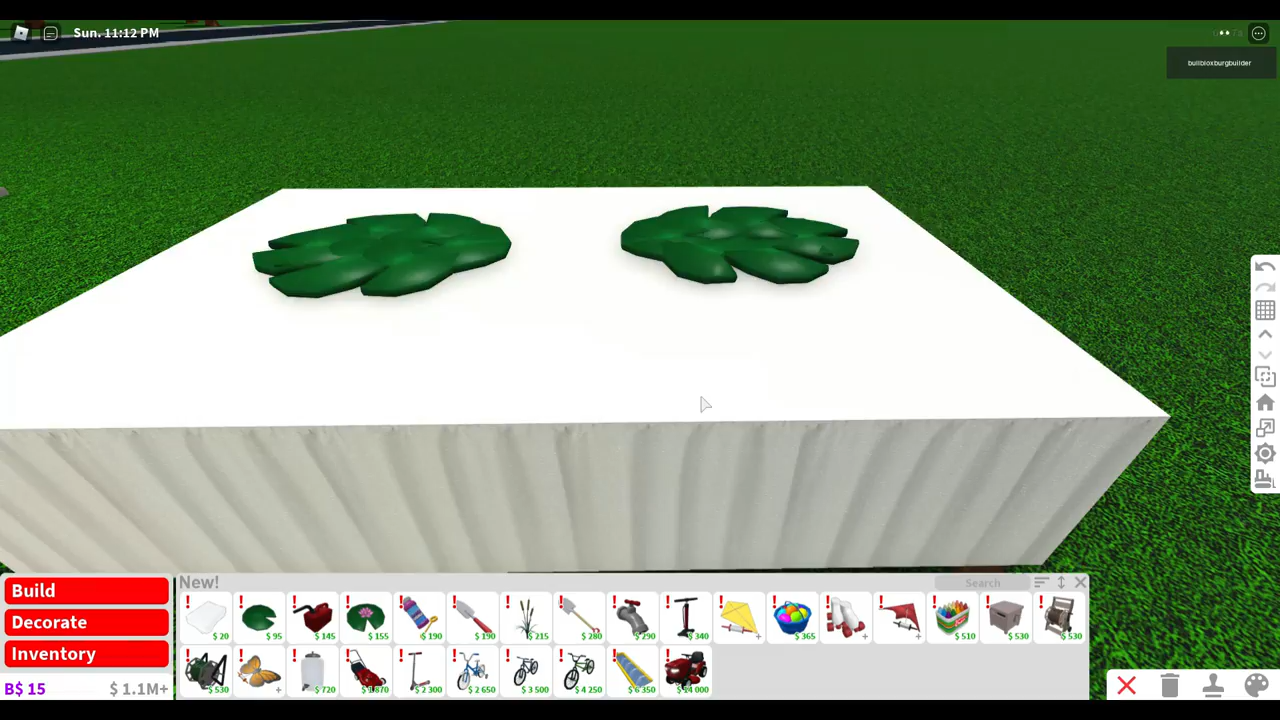 Sun. 11:12 PM
builbloxburgbuilder
Build
Decorate
Inventory
B$ 15
$ 1.1M+
New!
Search
$ 20
$ 95
$ 145
$ 155
$ 190
$ 190
$ 215
$ 280
$ 290
$ 340
$ 365
$ 510
$ 530
$ 530
$ 530
$ 720
$ 1 870
$ 2 300
$ 2 650
$ 3 500
$ 4 250
$ 6 350
$ 14 000